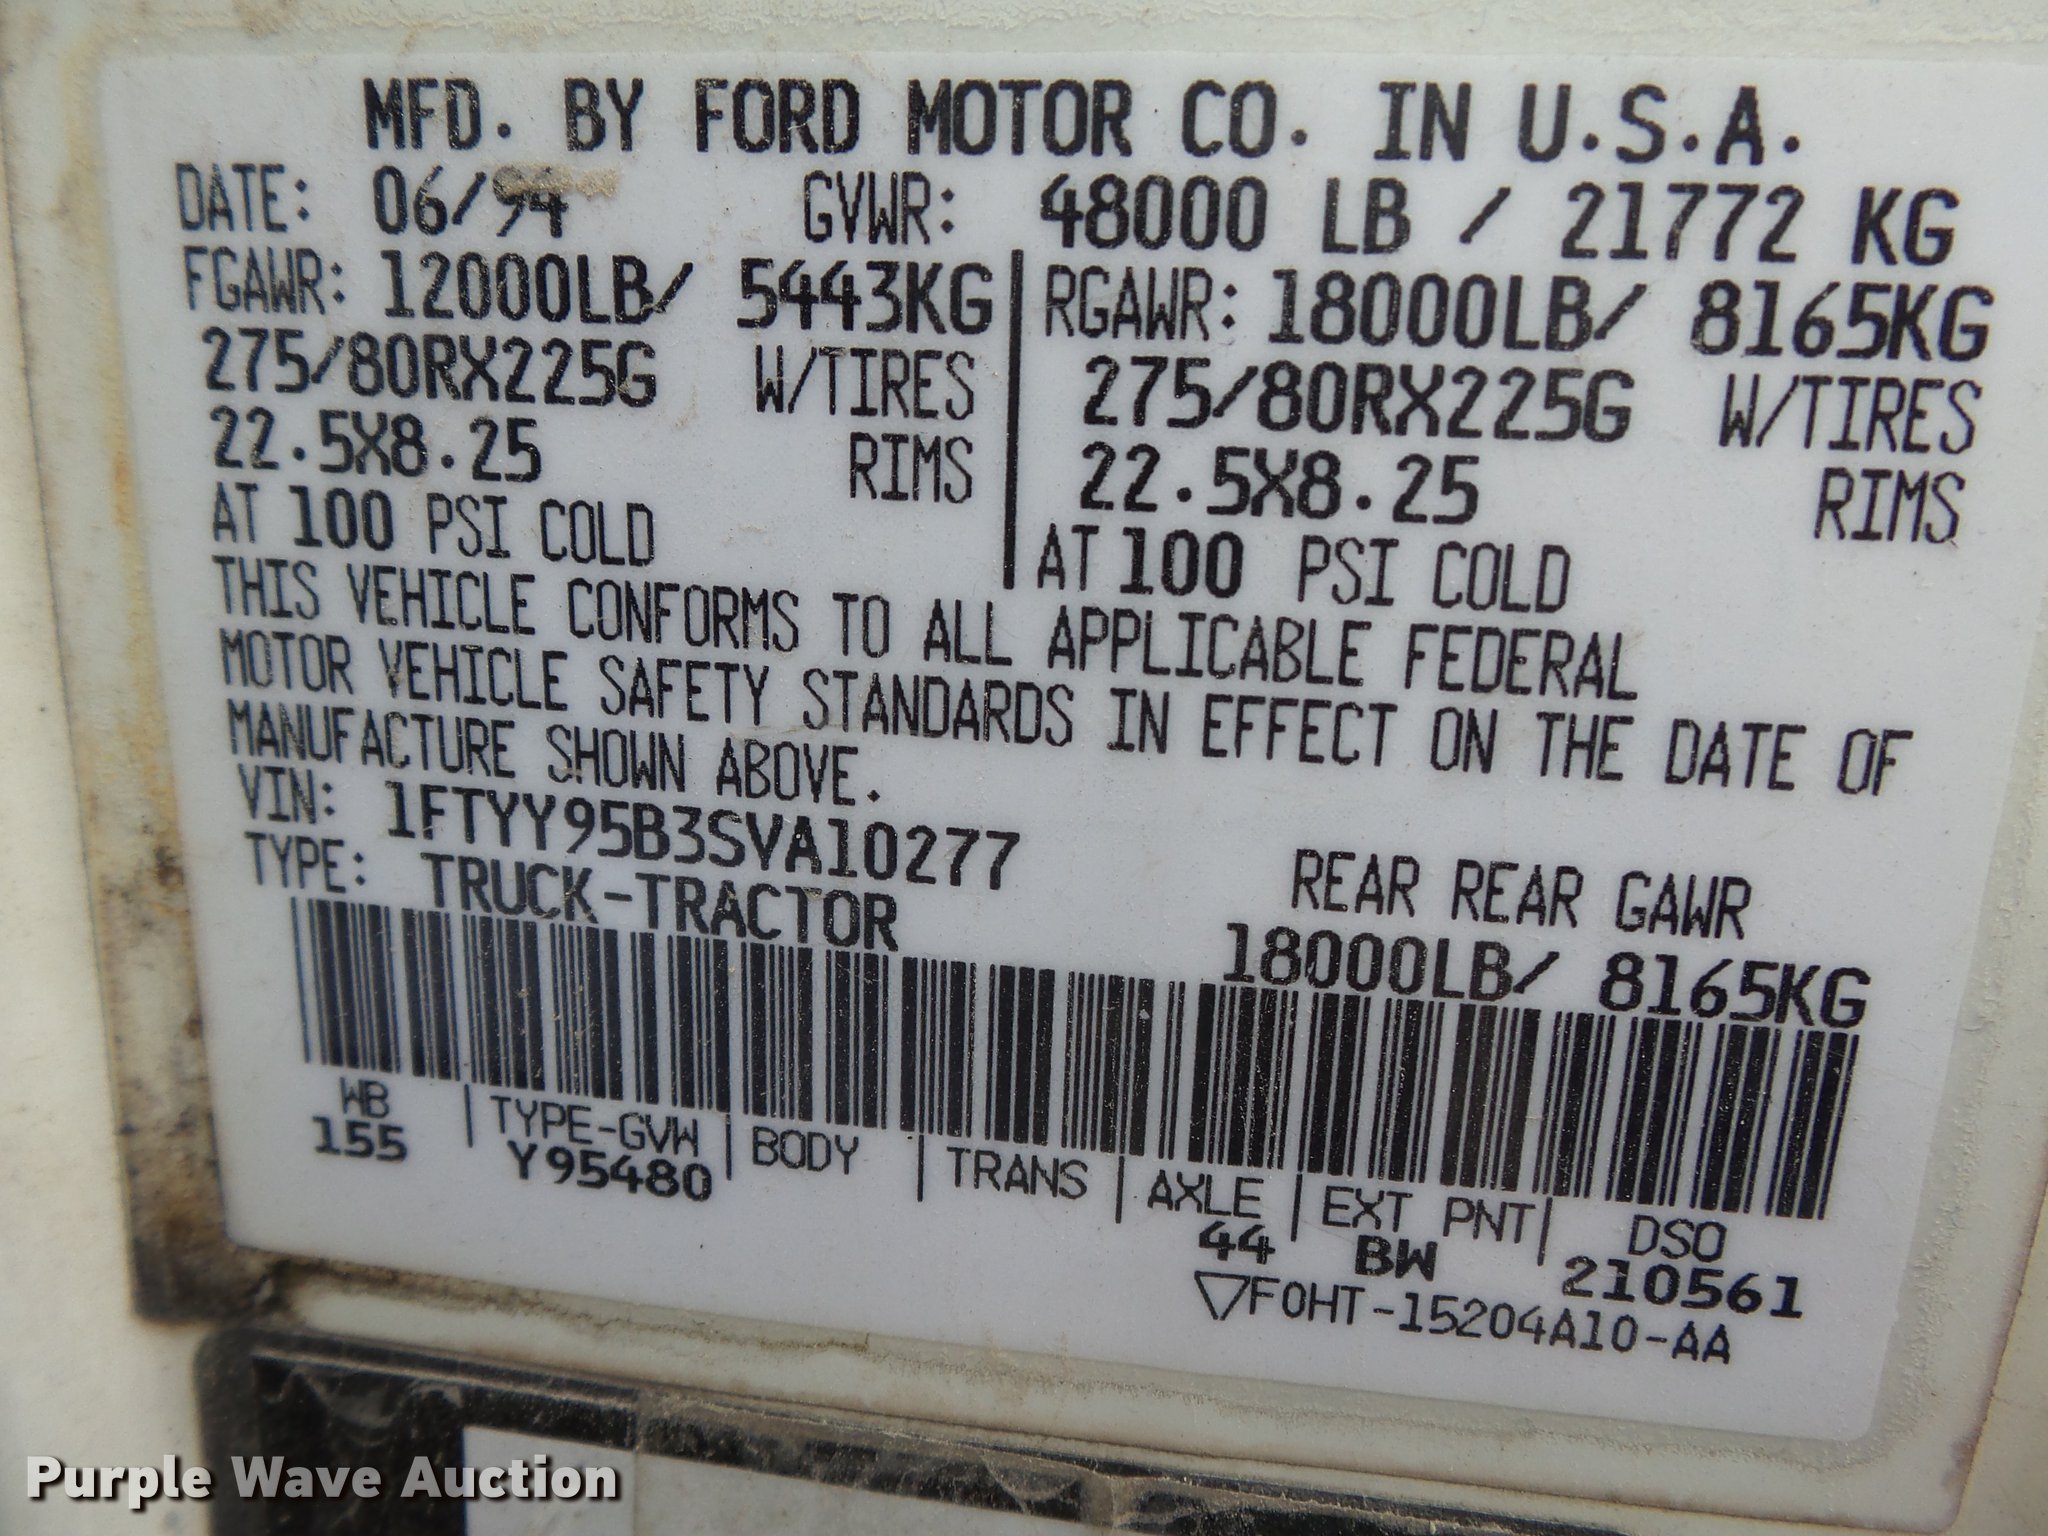 MFD. BY FORD MOTOR CO. IN U.S.A.
DATE: 06/94 GVWR: 48000 LB / 21772 KG
FGAWR: 12000LB/ 5443KG RGAWR: 18000LB/ 8165KG
275/80RX225G W/TIRES 275/80RX225G W/TIRES
22.5X8.25 RIMS 22.5X8.25 RIMS
AT 100 PSI COLD AT 100 PSI COLD
THIS VEHICLE CONFORMS TO ALL APPLICABLE FEDERAL
MOTOR VEHICLE SAFETY STANDARDS IN EFFECT ON THE DATE OF
MANUFACTURE SHOWN ABOVE.
VIN: 1FTYY95B3SVA10277
TYPE: TRUCK-TRACTOR
REAR REAR GAWR
18000LB/ 8165KG
WB TYPE-GVW BODY TRANS AXLE EXT PNT DSO
155 Y95480 44 BW 210561
▽F0HT-15204A10-AA
Purple Wave Auction